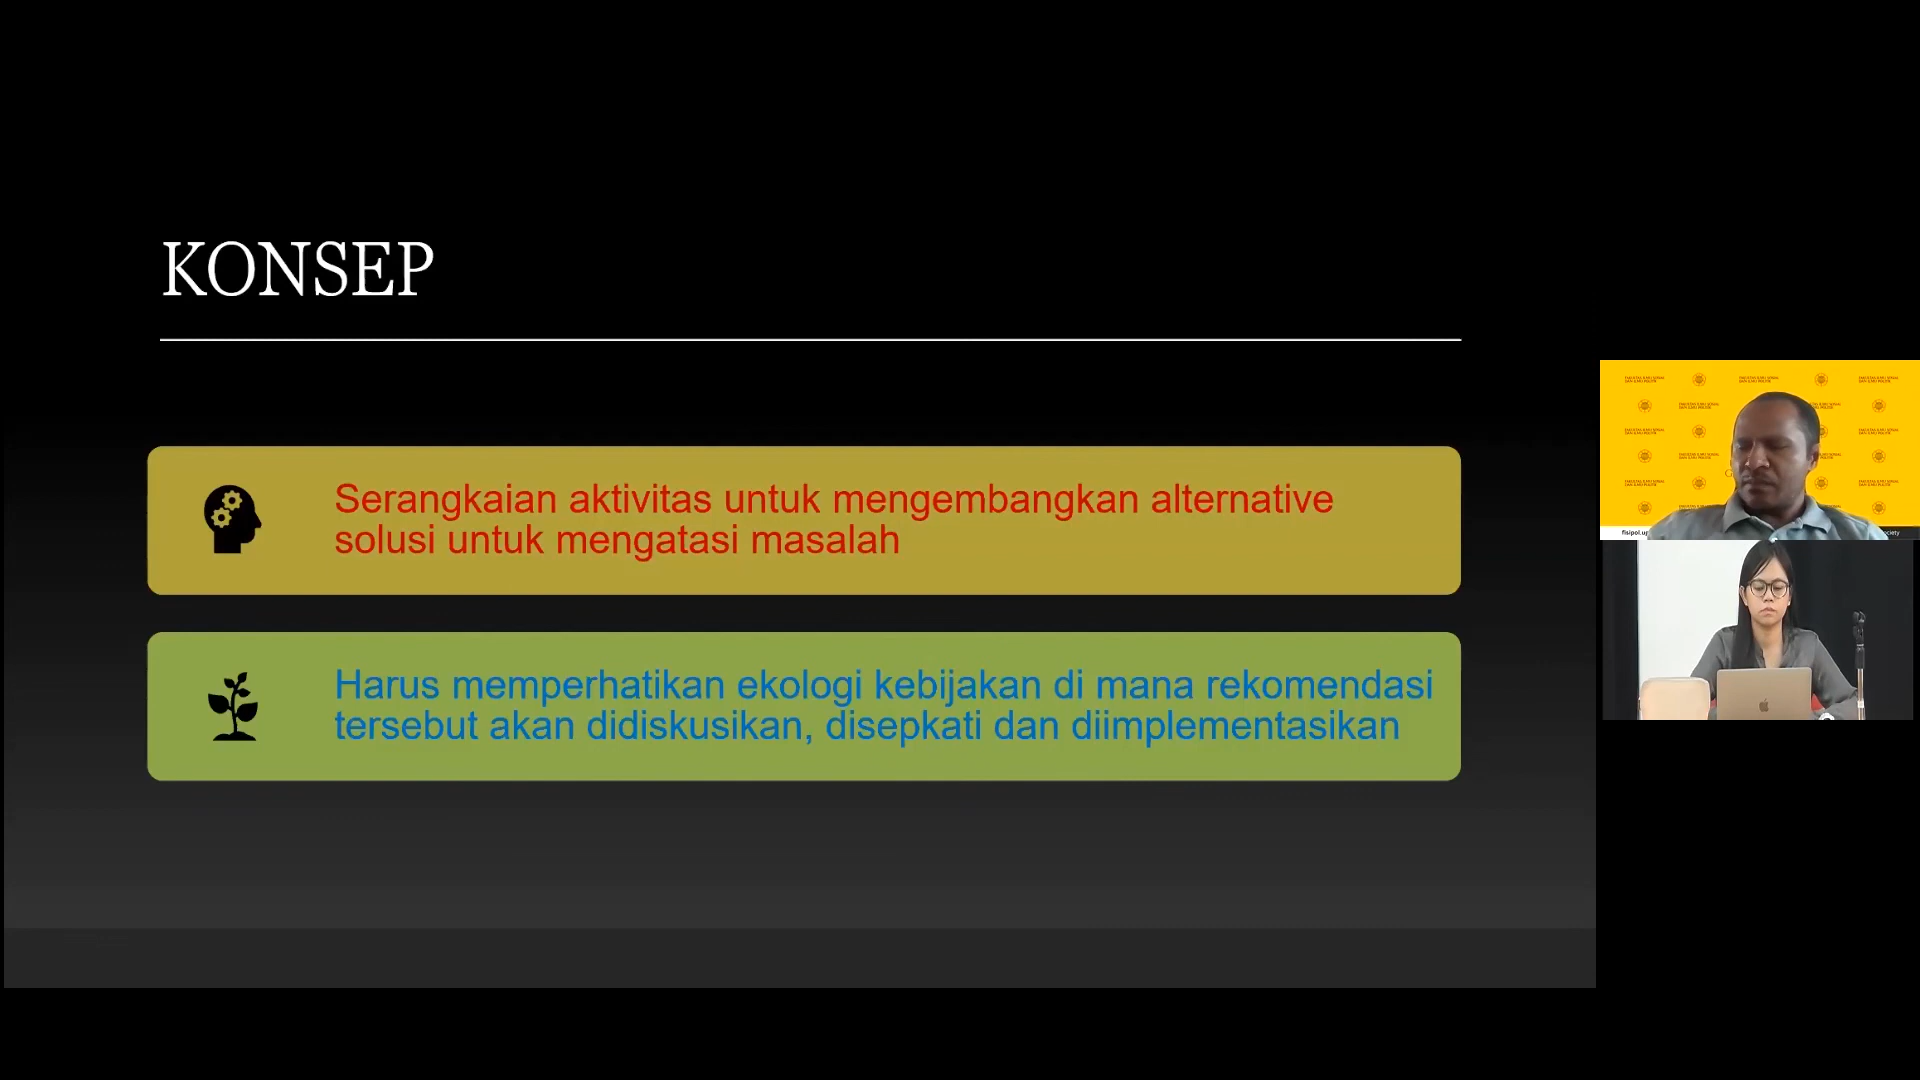 KONSEP
Serangkaian aktivitas untuk mengembangkan alternative
solusi untuk mengatasi masalah
Harus memperhatikan ekologi kebijakan di mana rekomendasi
tersebut akan didiskusikan, disepkati dan diimplementasikan